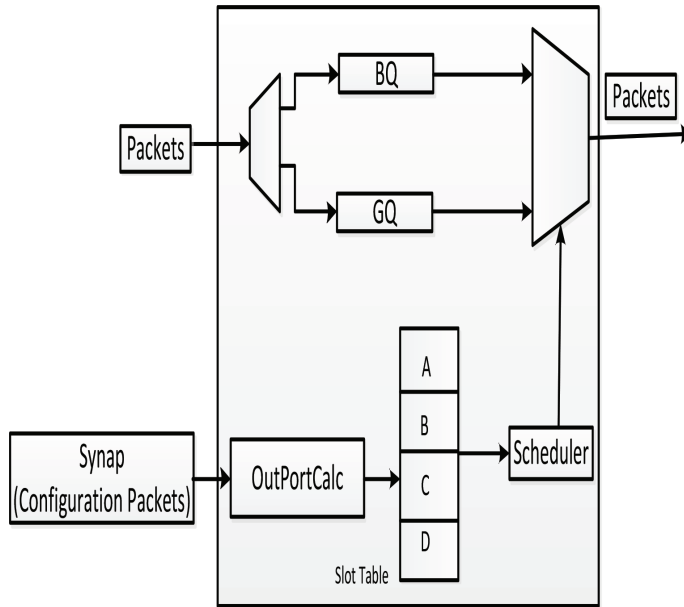 BQ
Packets
Packets
GQ
A
B
Synap
(Configuration Packets)
OutPortCalc
Scheduler
C
D
Slot Table